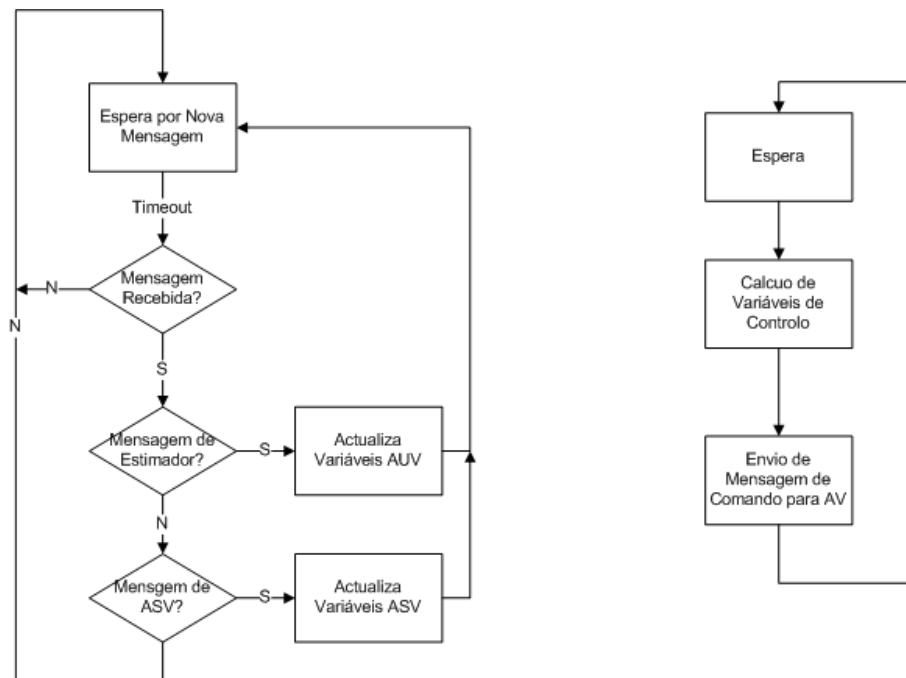 Espera por Nova
Mensagem
Timeout
Mensagem
Recebida?
N
N
S
Mensagem de
Estimador?
S
Actualiza
Variáveis AUV
N
Mensgem de
ASV?
S
Actualiza
Variáveis ASV
Espera
Calcuo de
Variáveis de
Controlo
Envio de
Mensagem de
Comando para AV